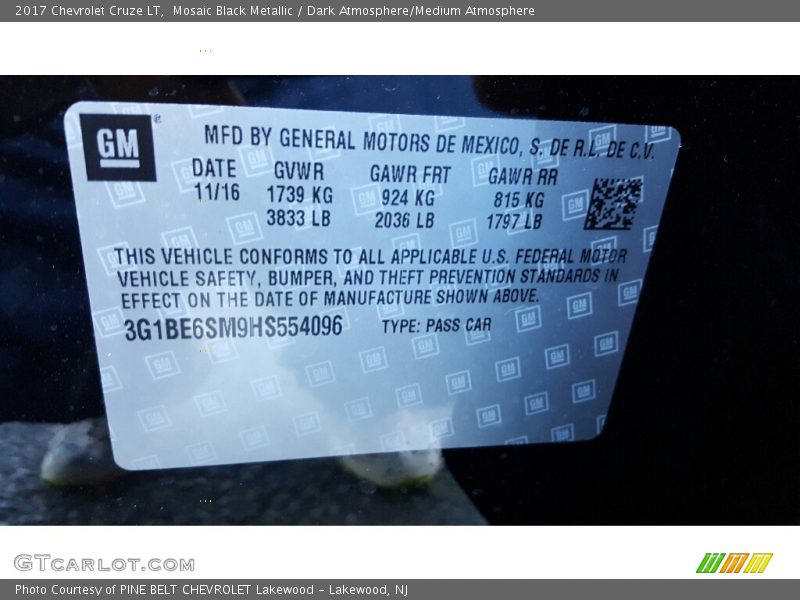 2017 Chevrolet Cruze LT, Mosaic Black Metallic / Dark Atmosphere/Medium Atmosphere
GM ®
MFD BY GENERAL MOTORS DE MEXICO, S. DE R.L. DE C.V.
DATE GVWR GAWR FRT GAWR RR
11/16 1739 KG 924 KG 815 KG
3833 LB 2036 LB 1797 LB
THIS VEHICLE CONFORMS TO ALL APPLICABLE U.S. FEDERAL MOTOR
VEHICLE SAFETY, BUMPER, AND THEFT PREVENTION STANDARDS IN
EFFECT ON THE DATE OF MANUFACTURE SHOWN ABOVE.
3G1BE6SM9HS554096 TYPE: PASS CAR
GTCARLOT.COM
Photo Courtesy of PINE BELT CHEVROLET Lakewood - Lakewood, NJ